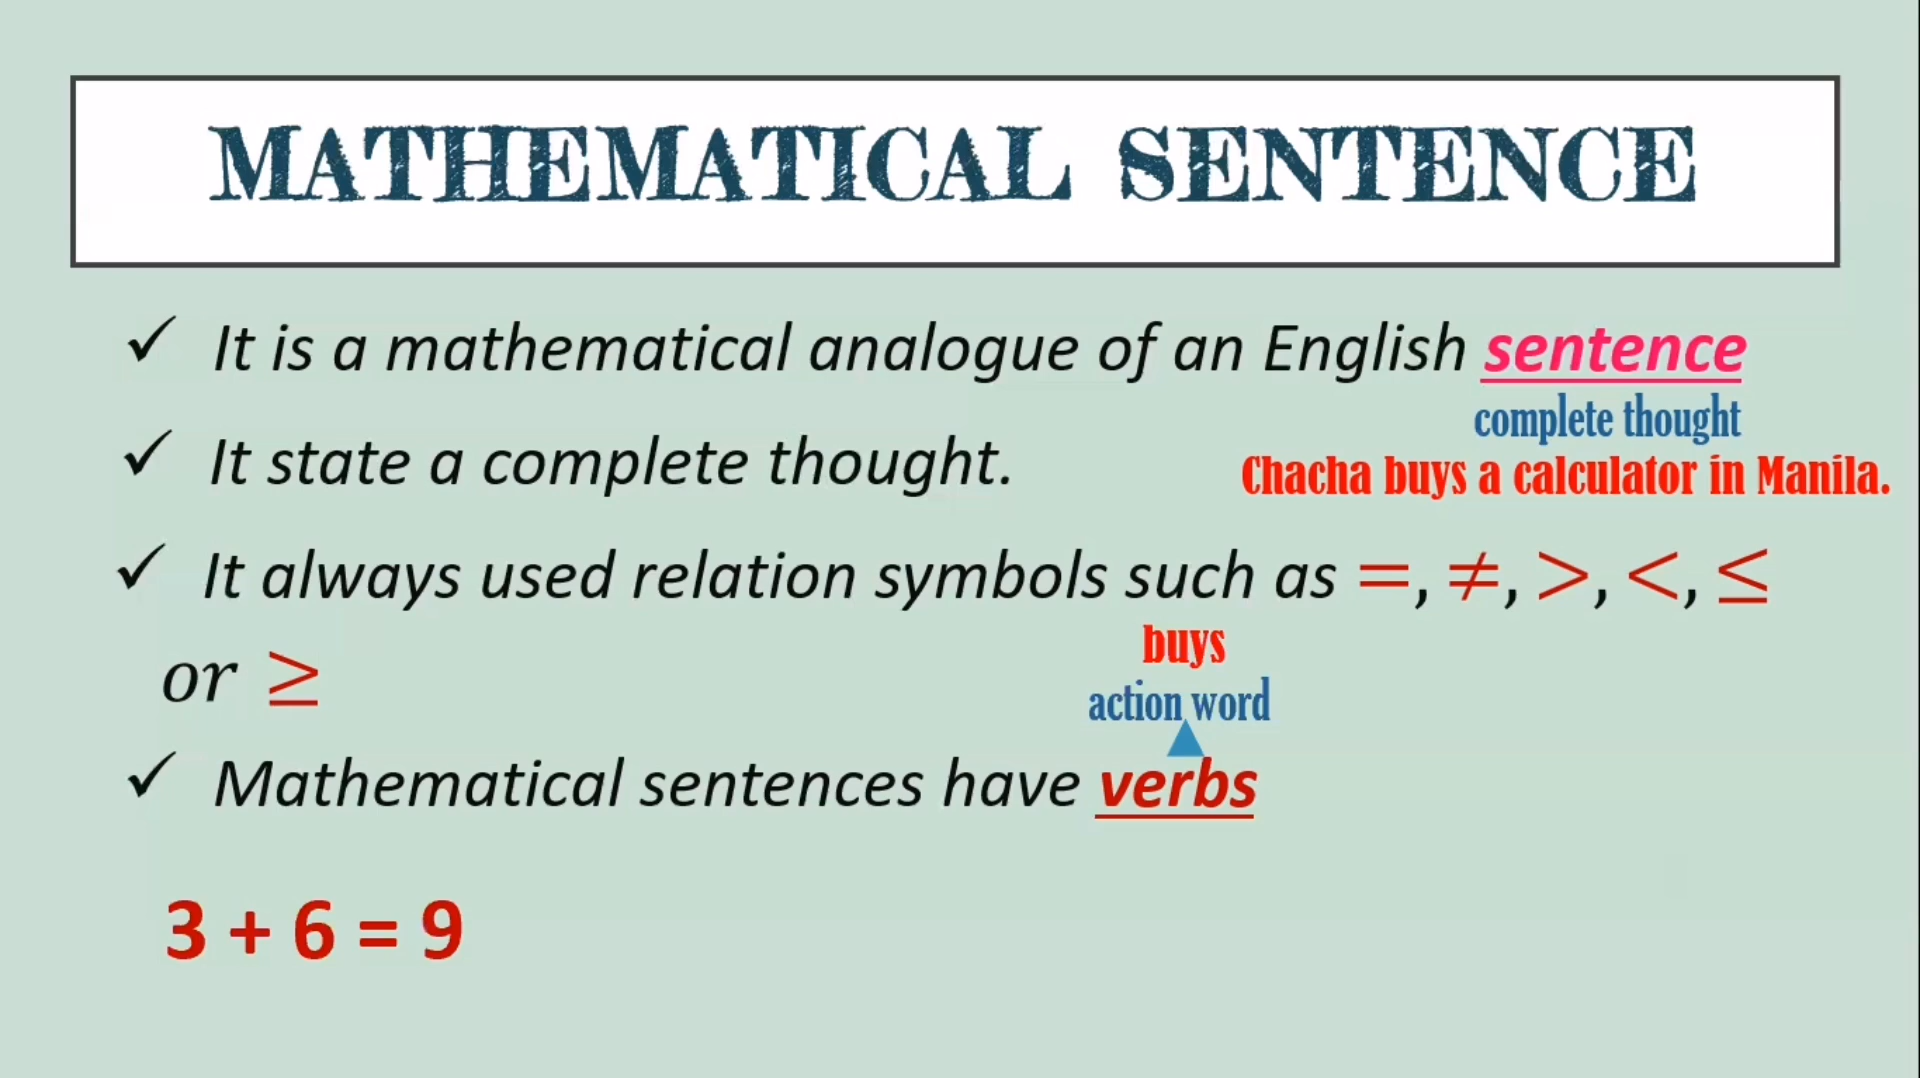 MATHEMATICAL SENTENCE
✓ It is a mathematical analogue of an English sentence
complete thought
✓ It state a complete thought.
Chacha buys a calculator in Manila.
✓ It always used relation symbols such as =, ≠, >, <, ≤
or ≥
buys
action word
✓ Mathematical sentences have verbs
3 + 6 = 9